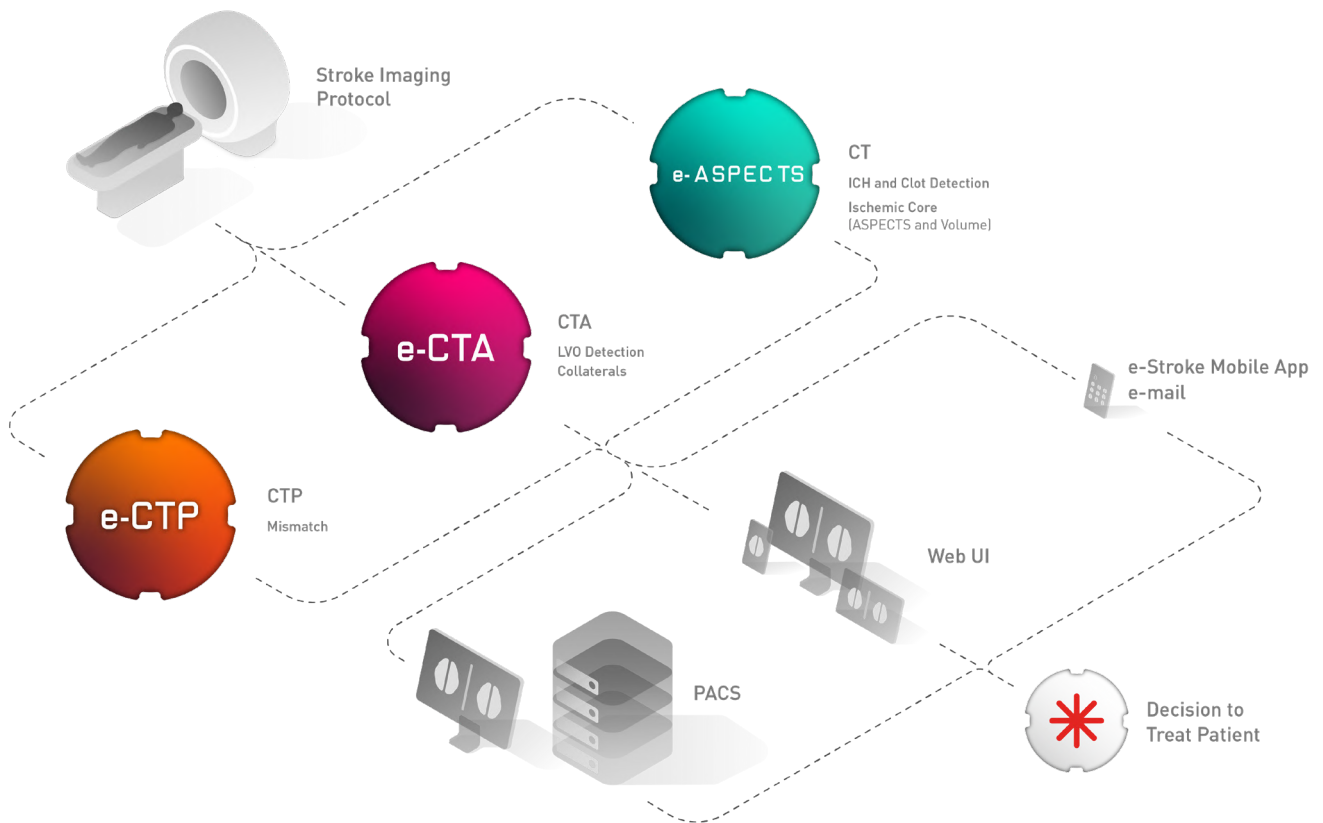 Stroke Imaging
Protocol
e-ASPECTS
CT
ICH and Clot Detection
Ischemic Core
(ASPECTS and Volume)
e-CTA
CTA
LVO Detection
Collaterals
e-Stroke Mobile App
e-mail
e-CTP
CTP
Mismatch
Web UI
PACS
Decision to
Treat Patient